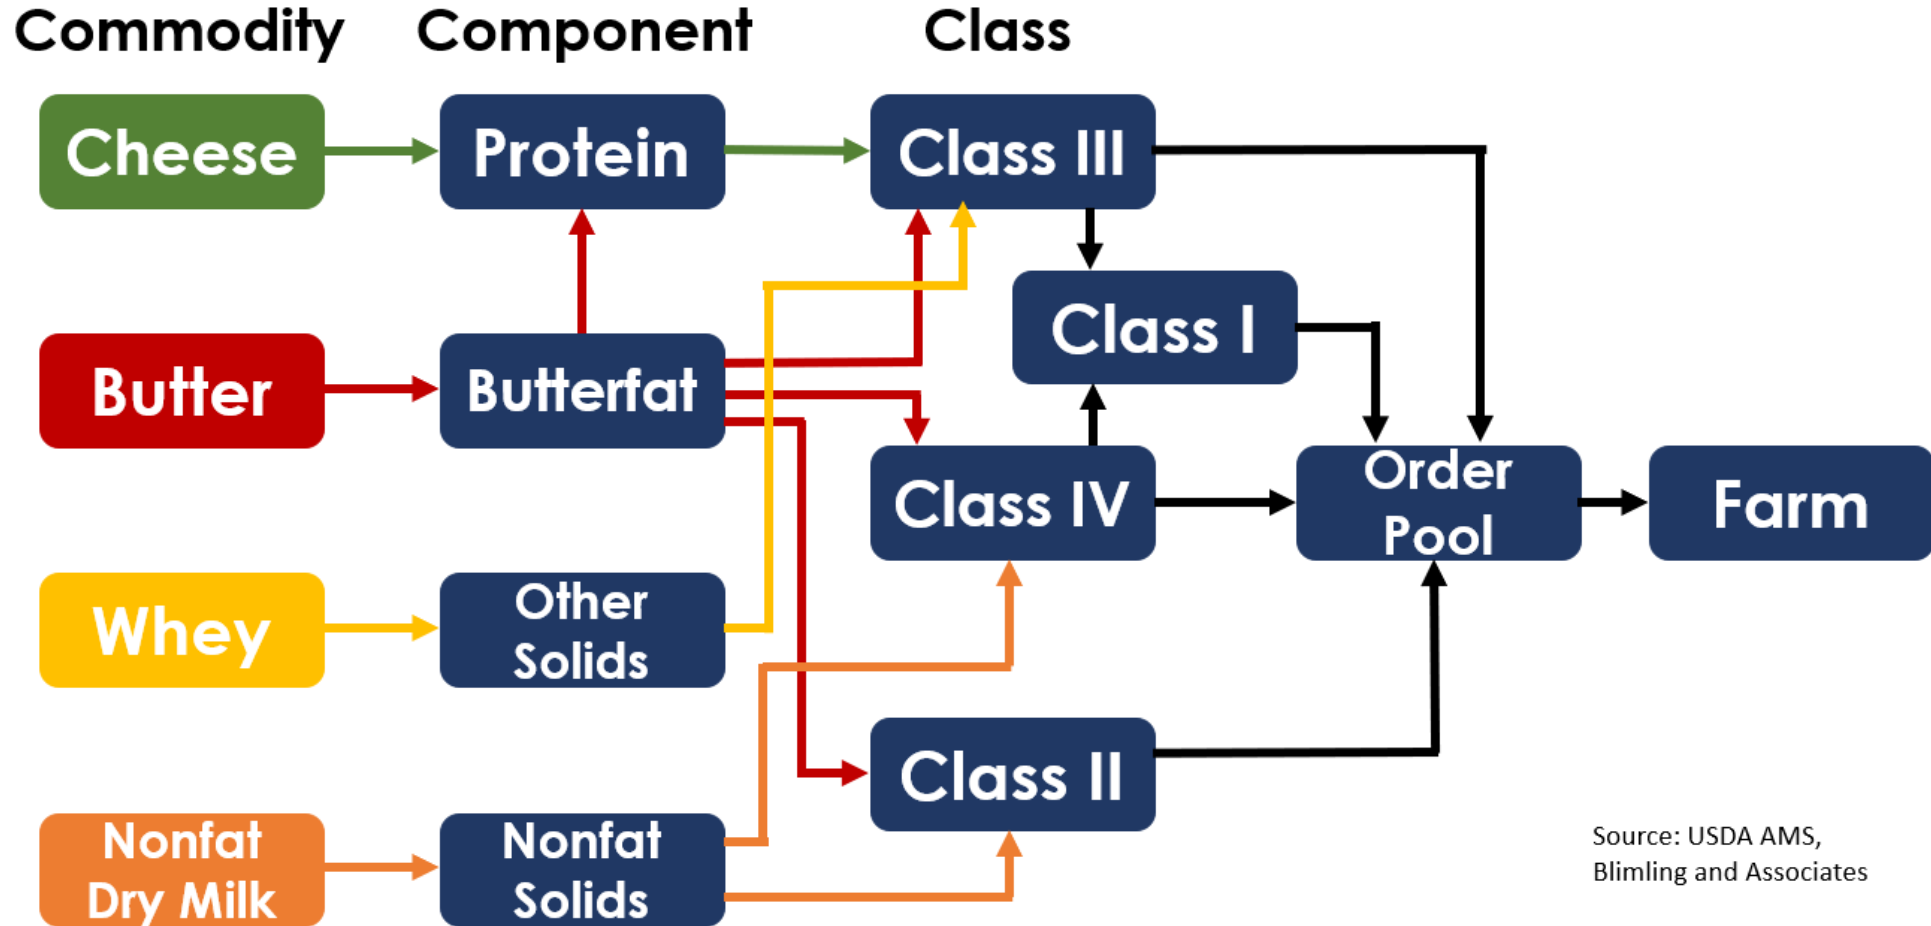 Commodity
Component
Class
Cheese
Protein
Class III
Class I
Butter
Butterfat
Class IV
Order
Pool
Farm
Whey
Other
Solids
Class II
Nonfat
Dry Milk
Nonfat
Solids
Source: USDA AMS,
Blimling and Associates